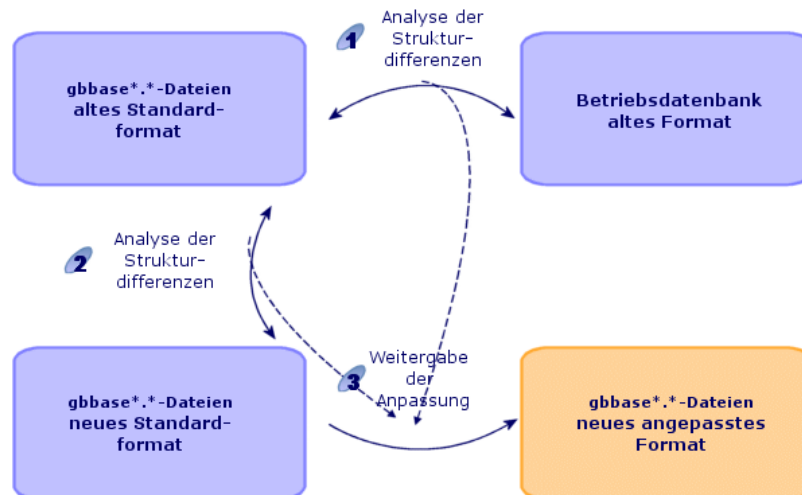 1
Analyse der
Struktur-
differenzen
gbbase*.*-Dateien
altes Standard-
format
Betriebsdatenbank
altes Format
2
Analyse der
Struktur-
differenzen
3
Weitergabe
der
Anpassung
gbbase*.*-Dateien
neues Standard-
format
gbbase*.*-Dateien
neues angepasstes
Format